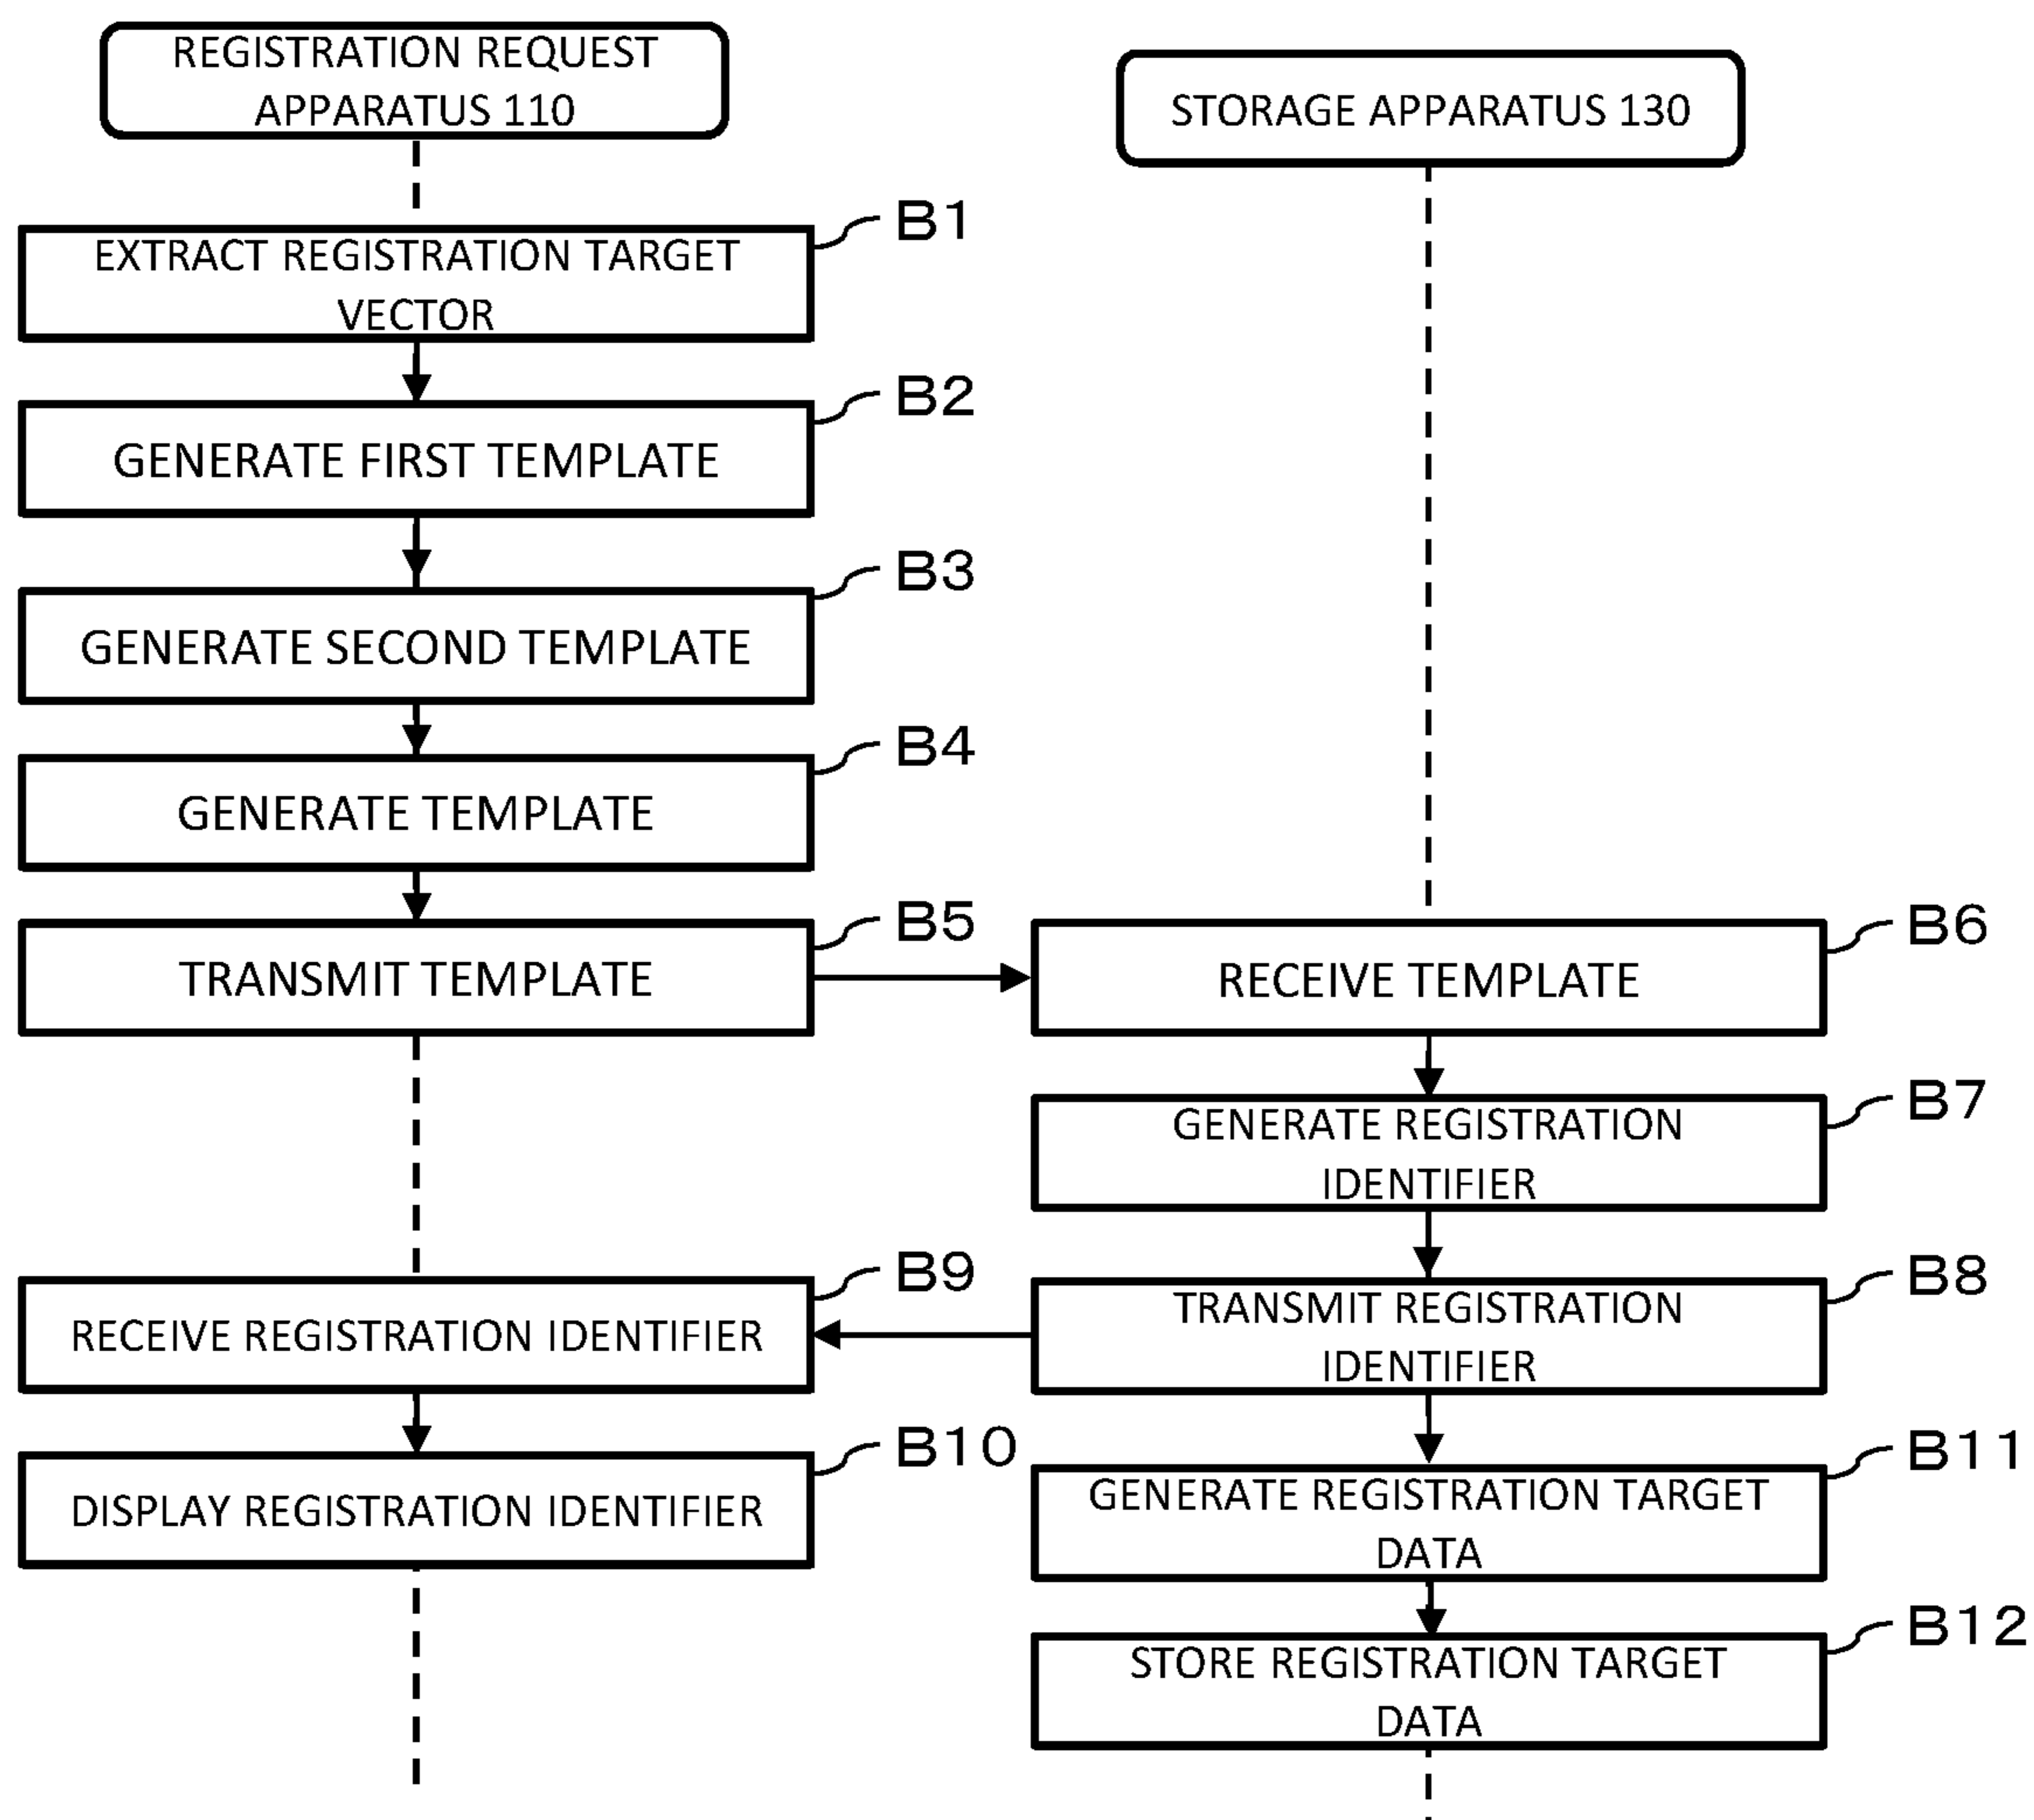 REGISTRATION REQUEST
APPARATUS 110
STORAGE APPARATUS 130
B1
EXTRACT REGISTRATION TARGET
VECTOR
B2
GENERATE FIRST TEMPLATE
B3
GENERATE SECOND TEMPLATE
B4
GENERATE TEMPLATE
B5
TRANSMIT TEMPLATE
B6
RECEIVE TEMPLATE
B7
GENERATE REGISTRATION
IDENTIFIER
B8
TRANSMIT REGISTRATION
IDENTIFIER
B9
RECEIVE REGISTRATION IDENTIFIER
B10
DISPLAY REGISTRATION IDENTIFIER
B11
GENERATE REGISTRATION TARGET
DATA
B12
STORE REGISTRATION TARGET
DATA